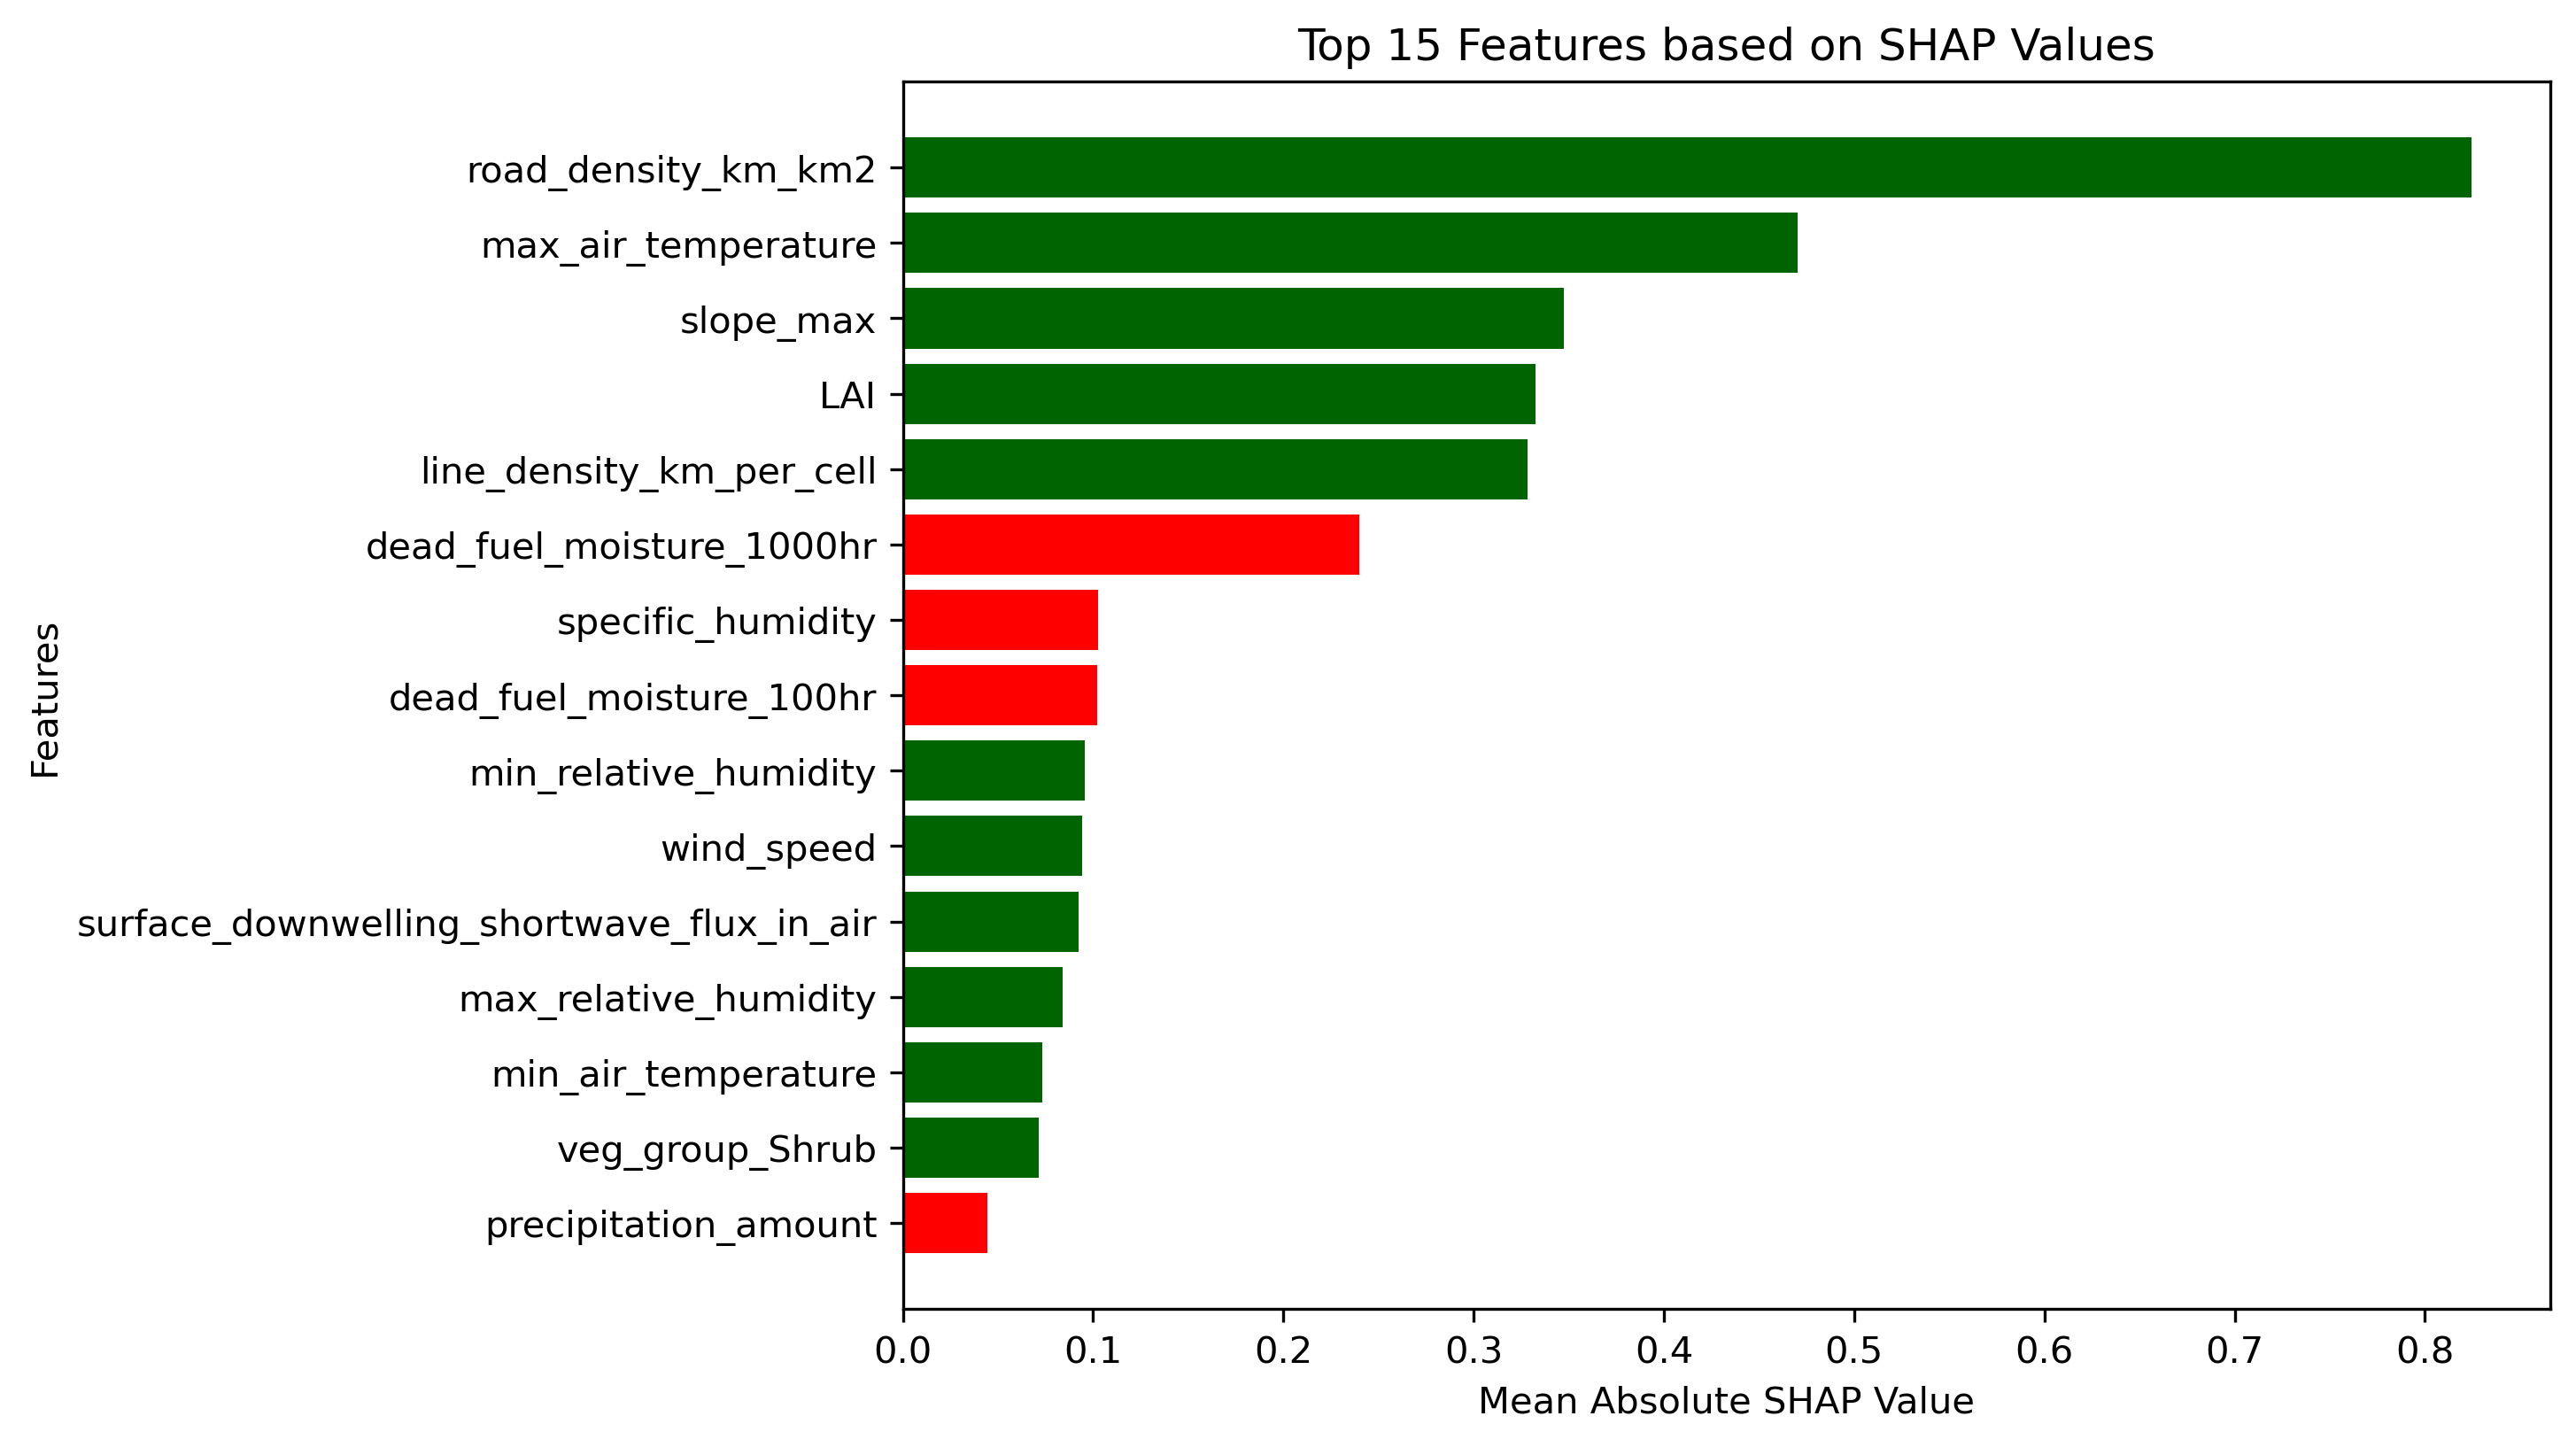 Top 15 Features based on SHAP Values
Features
road_density_km_km2
max_air_temperature
slope_max
LAI
line_density_km_per_cell
dead_fuel_moisture_1000hr
specific_humidity
dead_fuel_moisture_100hr
min_relative_humidity
wind_speed
surface_downwelling_shortwave_flux_in_air
max_relative_humidity
min_air_temperature
veg_group_Shrub
precipitation_amount
0.0 0.1 0.2 0.3 0.4 0.5 0.6 0.7 0.8
Mean Absolute SHAP Value